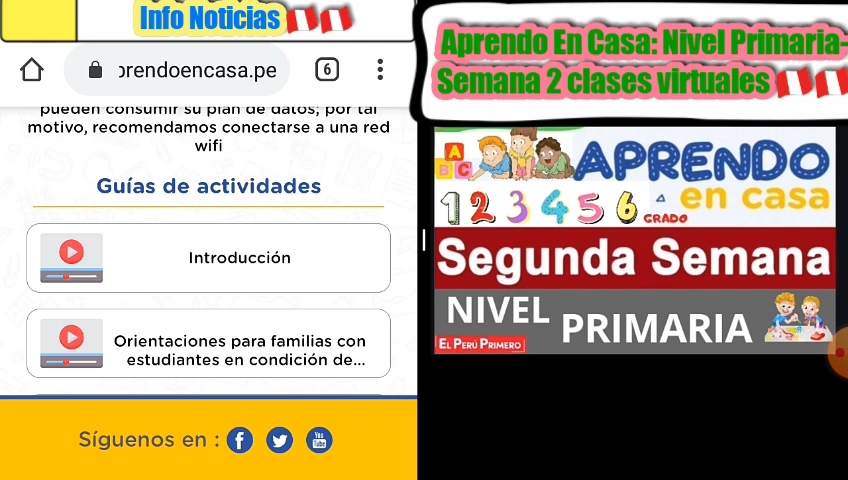 Info Noticias
prendoencasa.pe
6
pueden consumir su plan de datos; por tal
motivo, recomendamos conectarse a una red
wifi
Guías de actividades
Introducción
Orientaciones para familias con
estudiantes en condición de...
Síguenos en :
You
Tube
Aprendo En Casa: Nivel Primaria-
Semana 2 clases virtuales
A
B C
APRENDO
en casa
1 2 3 4 5 6 GRADO
Segunda Semana
NIVEL PRIMARIA
EL PERÚ PRIMERO